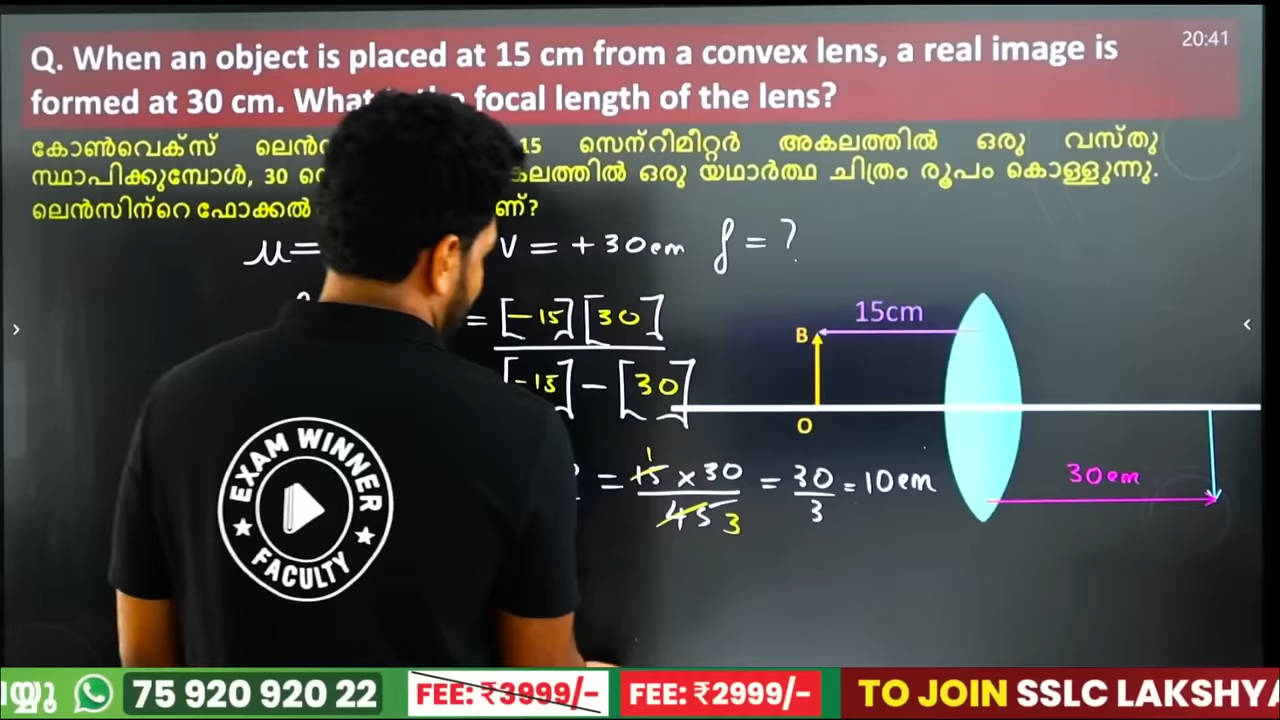 20:41
Q. When an object is placed at 15 cm from a convex lens, a real image is
formed at 30 cm. What the focal length of the lens?
കോൺവെക്സ് 15 സെന്റീമീറ്റർ അകലത്തിൽ ഒരു വസ്തു
സ്ഥാപിക്കുമ്പോൾ, 30 ഒരു യഥാർത്ഥ ചിത്രം രൂപം കൊള്ളുന്നു.
ലെൻസിന്റെ ഫോക്കൽ
u= V = +30cm f = ?
= [-15] [30]
[-15] - [30]
= 15 x 30 = 30 = 10cm
1
45 3 3
15cm
B
O
30cm
EXAM WINNER
FACULTY
75 920 920 22 FEE: ₹3999/- FEE: ₹2999/- TO JOIN SSLC LAKSHYA